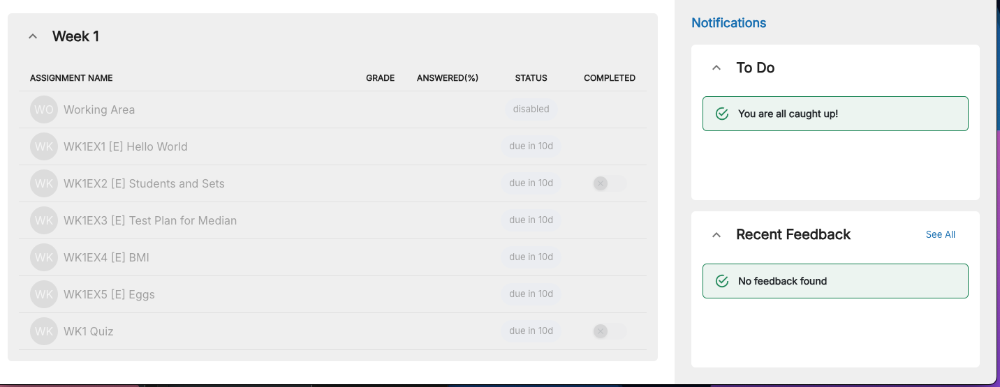 Week 1
ASSIGNMENT NAME GRADE ANSWERED(%) STATUS COMPLETED
WO Working Area disabled
WK WK1EX1 [E] Hello World due in 10d
WK WK1EX2 [E] Students and Sets due in 10d
WK WK1EX3 [E] Test Plan for Median due in 10d
WK WK1EX4 [E] BMI due in 10d
WK WK1EX5 [E] Eggs due in 10d
WK WK1 Quiz due in 10d
Notifications
To Do
You are all caught up!
Recent Feedback See All
No feedback found